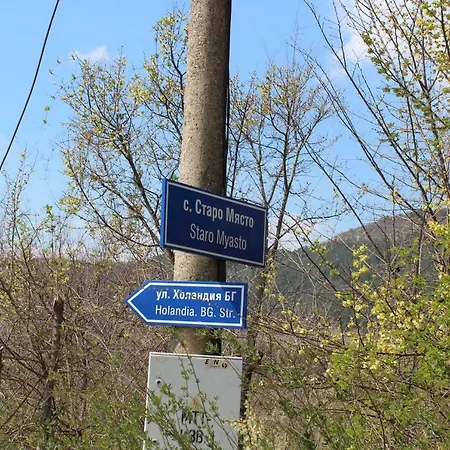 с. Старо Място
Staro Myasto
ул. Холандия БГ
Holandia. BG. Str.